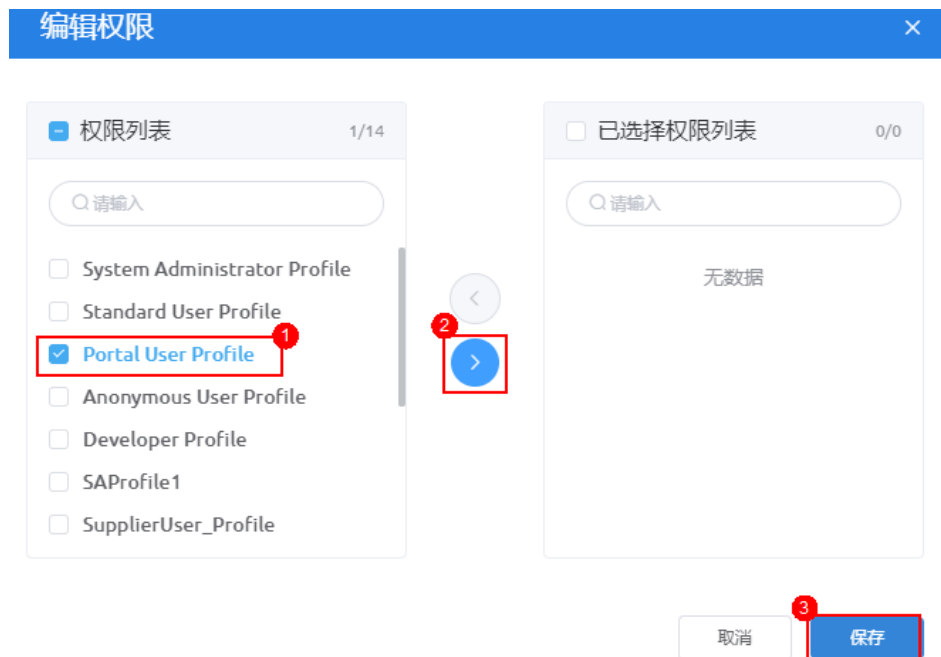 编辑权限
权限列表 1/14
请输入
System Administrator Profile
Standard User Profile
1
Portal User Profile
Anonymous User Profile
Developer Profile
SAProfile1
SupplierUser_Profile
2
已选择权限列表 0/0
请输入
无数据
3
取消
保存